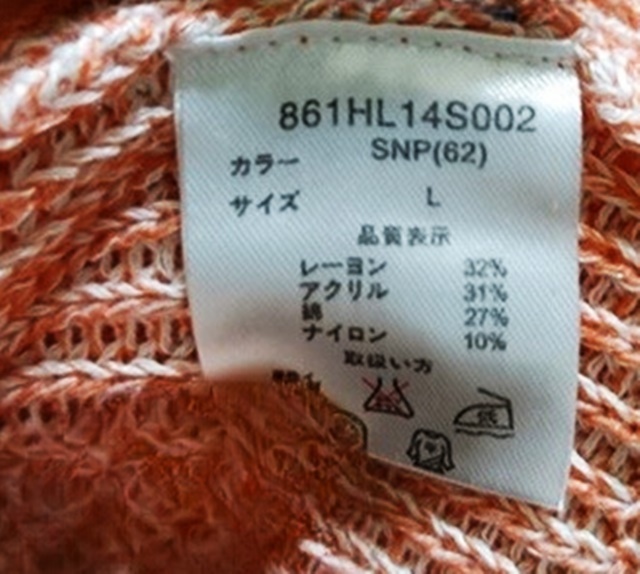 861HL14S002
カラー SNP(62)
サイズ L
品質表示
レーヨン 32%
アクリル 31%
綿 27%
ナイロン 10%
取扱い方
低